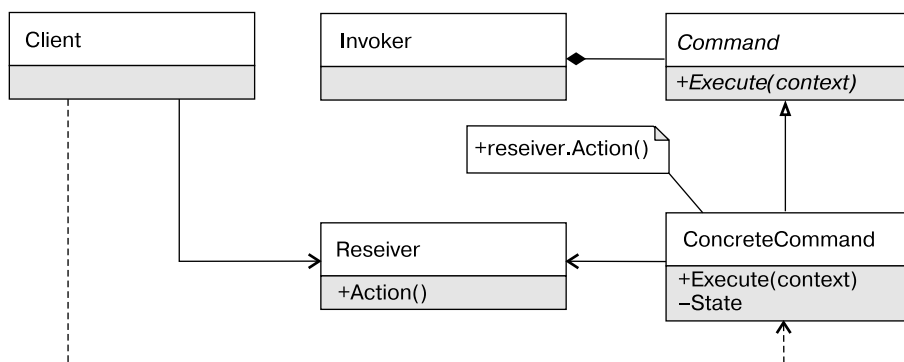 Client
Invoker
Command
+Execute(context)
+reseiver.Action()
Reseiver
+Action()
ConcreteCommand
+Execute(context)
–State